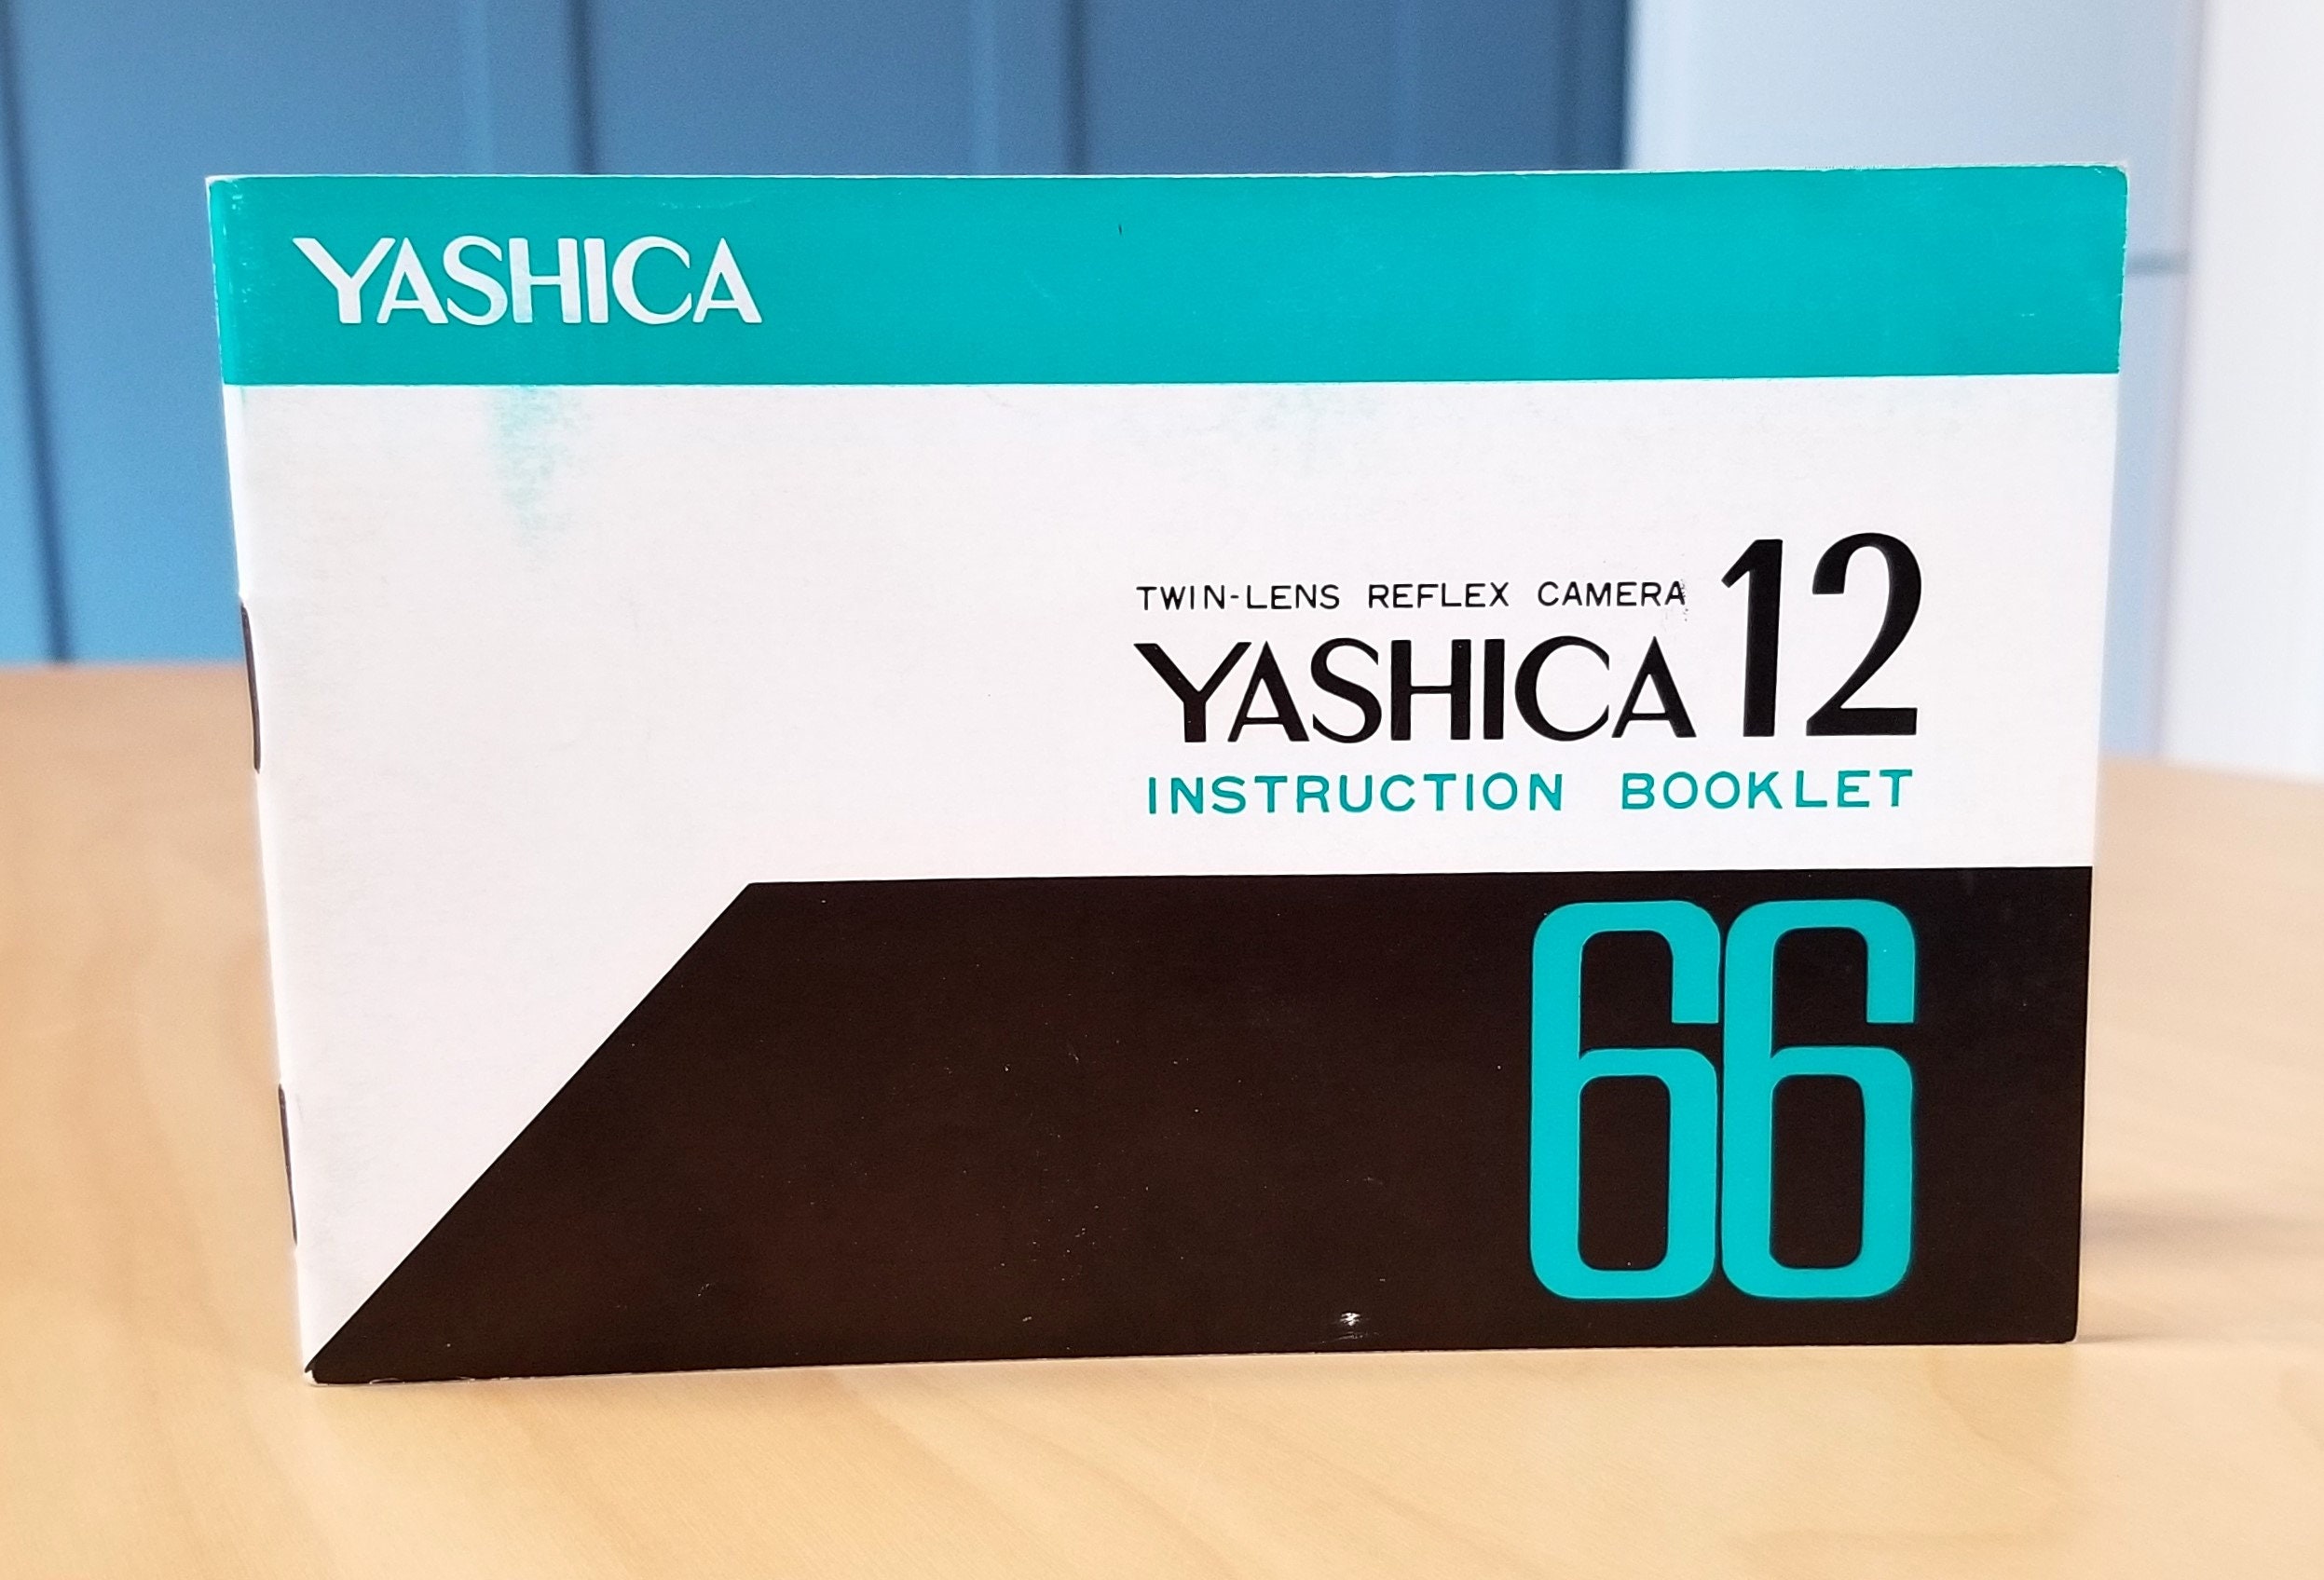 YASHICA
TWIN-LENS REFLEX CAMERA
YASHICA 12
INSTRUCTION BOOKLET
66